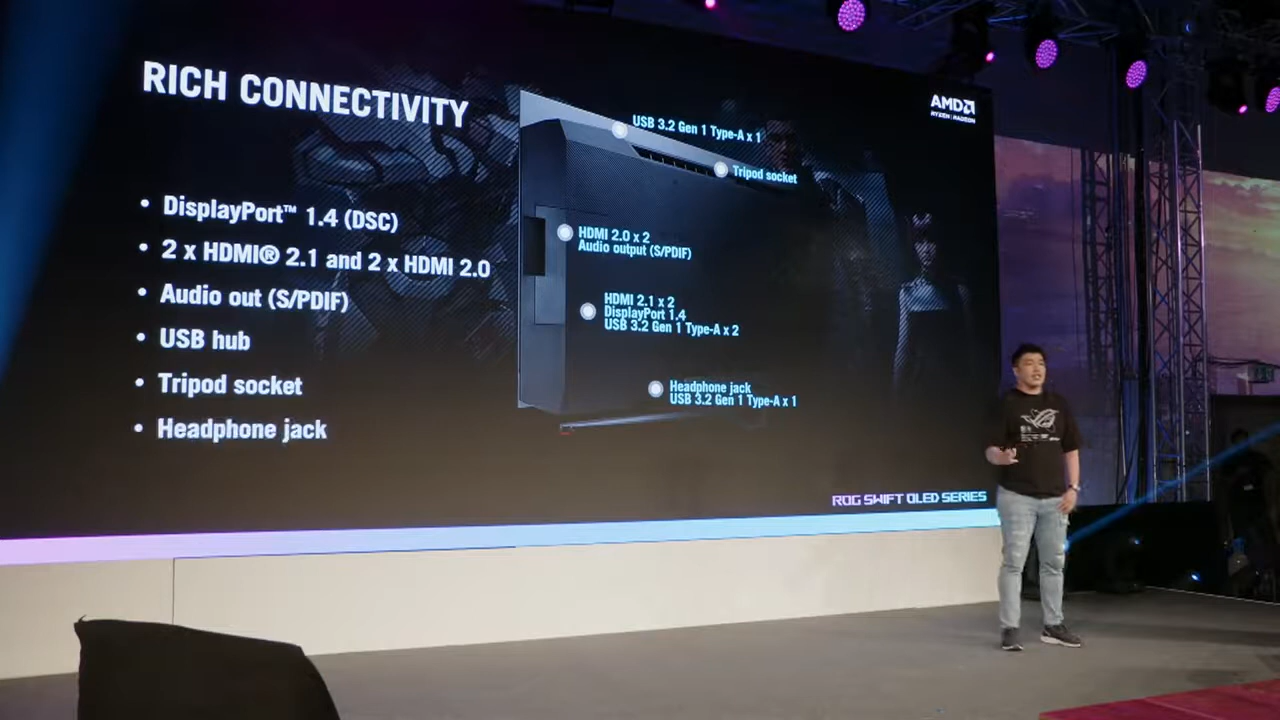 RICH CONNECTIVITY
• DisplayPort™ 1.4 (DSC)
• 2 x HDMI® 2.1 and 2 x HDMI 2.0
• Audio out (S/PDIF)
• USB hub
• Tripod socket
• Headphone jack
USB 3.2 Gen 1 Type-A x 1
Tripod socket
HDMI 2.0 x 2
Audio output (S/PDIF)
HDMI 2.1 x 2
DisplayPort 1.4
USB 3.2 Gen 1 Type-A x 2
Headphone jack
USB 3.2 Gen 1 Type-A x 1
AMD
RYZEN | RADEON
ROG SWIFT OLED SERIES